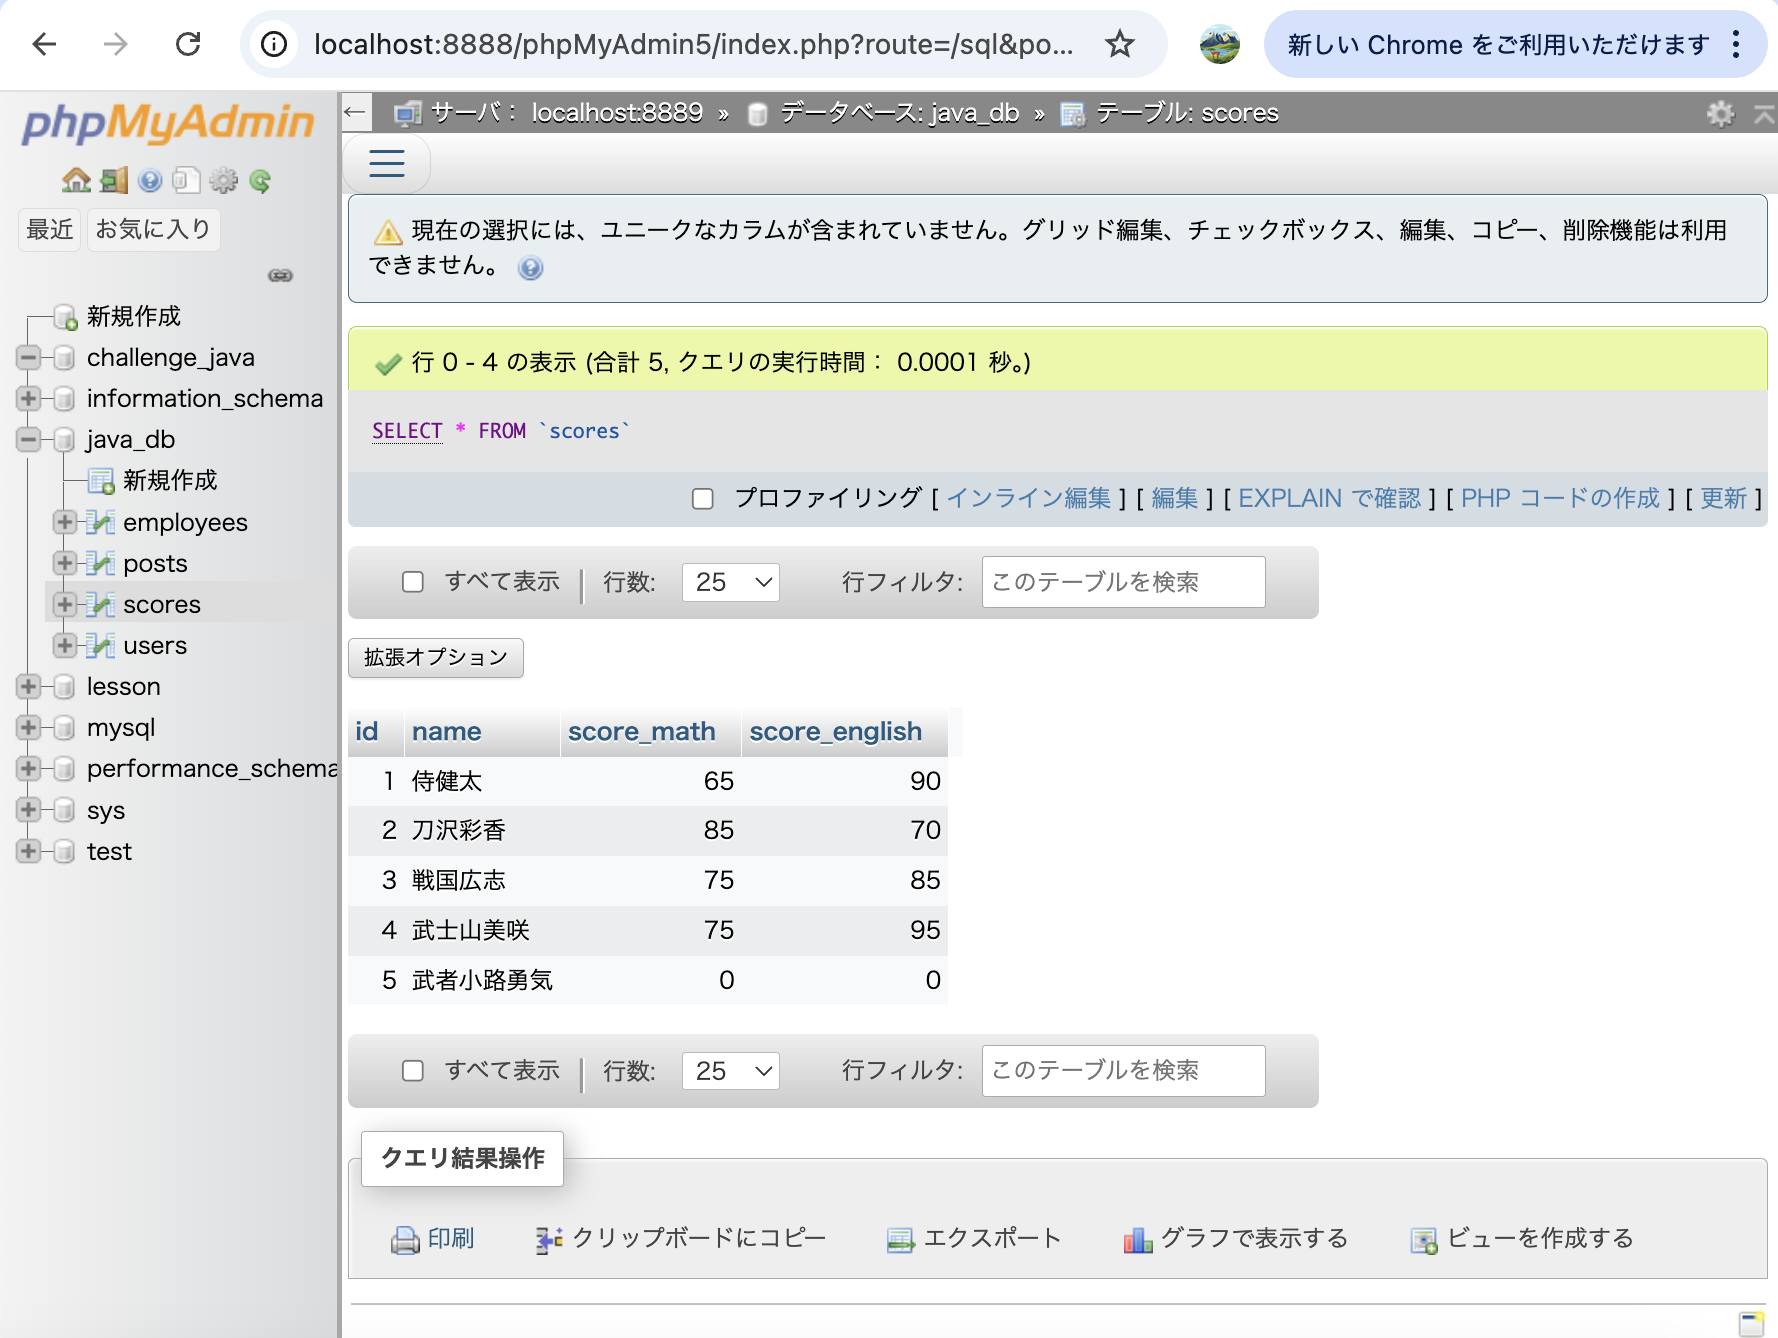 localhost:8888/phpMyAdmin5/index.php?route=/sql&po...
新しい Chrome をご利用いただけます
phpMyAdmin
最近 お気に入り
新規作成
challenge_java
information_schema
java_db
新規作成
employees
posts
scores
users
lesson
mysql
performance_schema
sys
test
サーバ： localhost:8889 » データベース: java_db » テーブル: scores
現在の選択には、ユニークなカラムが含まれていません。グリッド編集、チェックボックス、編集、コピー、削除機能は利用
できません。
行 0 - 4 の表示 (合計 5, クエリの実行時間： 0.0001 秒。)
SELECT * FROM `scores`
プロファイリング [ インライン編集 ] [ 編集 ] [ EXPLAIN で確認 ] [ PHP コードの作成 ] [ 更新 ]
すべて表示 行数: 25 行フィルタ: このテーブルを検索
拡張オプション
id name score_math score_english
1 侍健太 65 90
2 刀沢彩香 85 70
3 戦国広志 75 85
4 武士山美咲 75 95
5 武者小路勇気 0 0
すべて表示 行数: 25 行フィルタ: このテーブルを検索
クエリ結果操作
印刷 クリップボードにコピー エクスポート グラフで表示する ビューを作成する